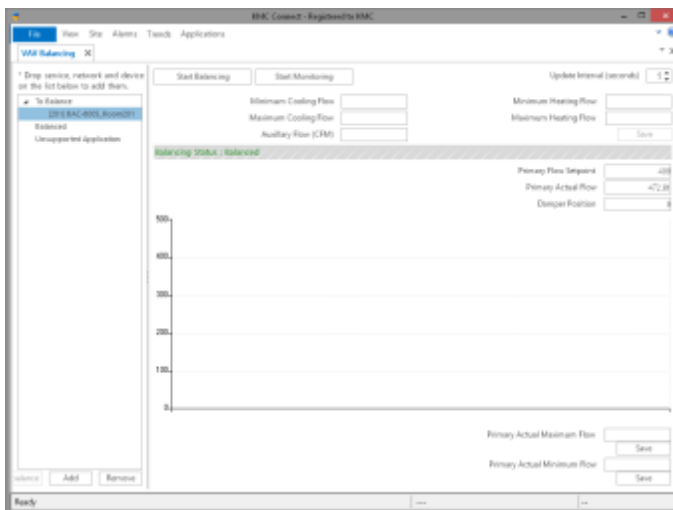 KMC Connect - Registered to KMC
File View Site Alarms Trends Applications
VAV Balancing X
* Drop service, network and device on the list below to add them.
Start Balancing Start Monitoring Update Interval (seconds) 5
To Balance
Balanced
Unsupported Application
Minimum Cooling Flow Minimum Heating Flow
Maximum Cooling Flow Maximum Heating Flow
Auxiliary Flow (CFM) Save
Balancing Status : Balanced
Primary Flow Setpoint
Primary Actual Flow
Damper Position
500
400
300
200
100
0
Primary Actual Maximum Flow
Save
Primary Actual Minimum Flow
Add Remove Save
Ready